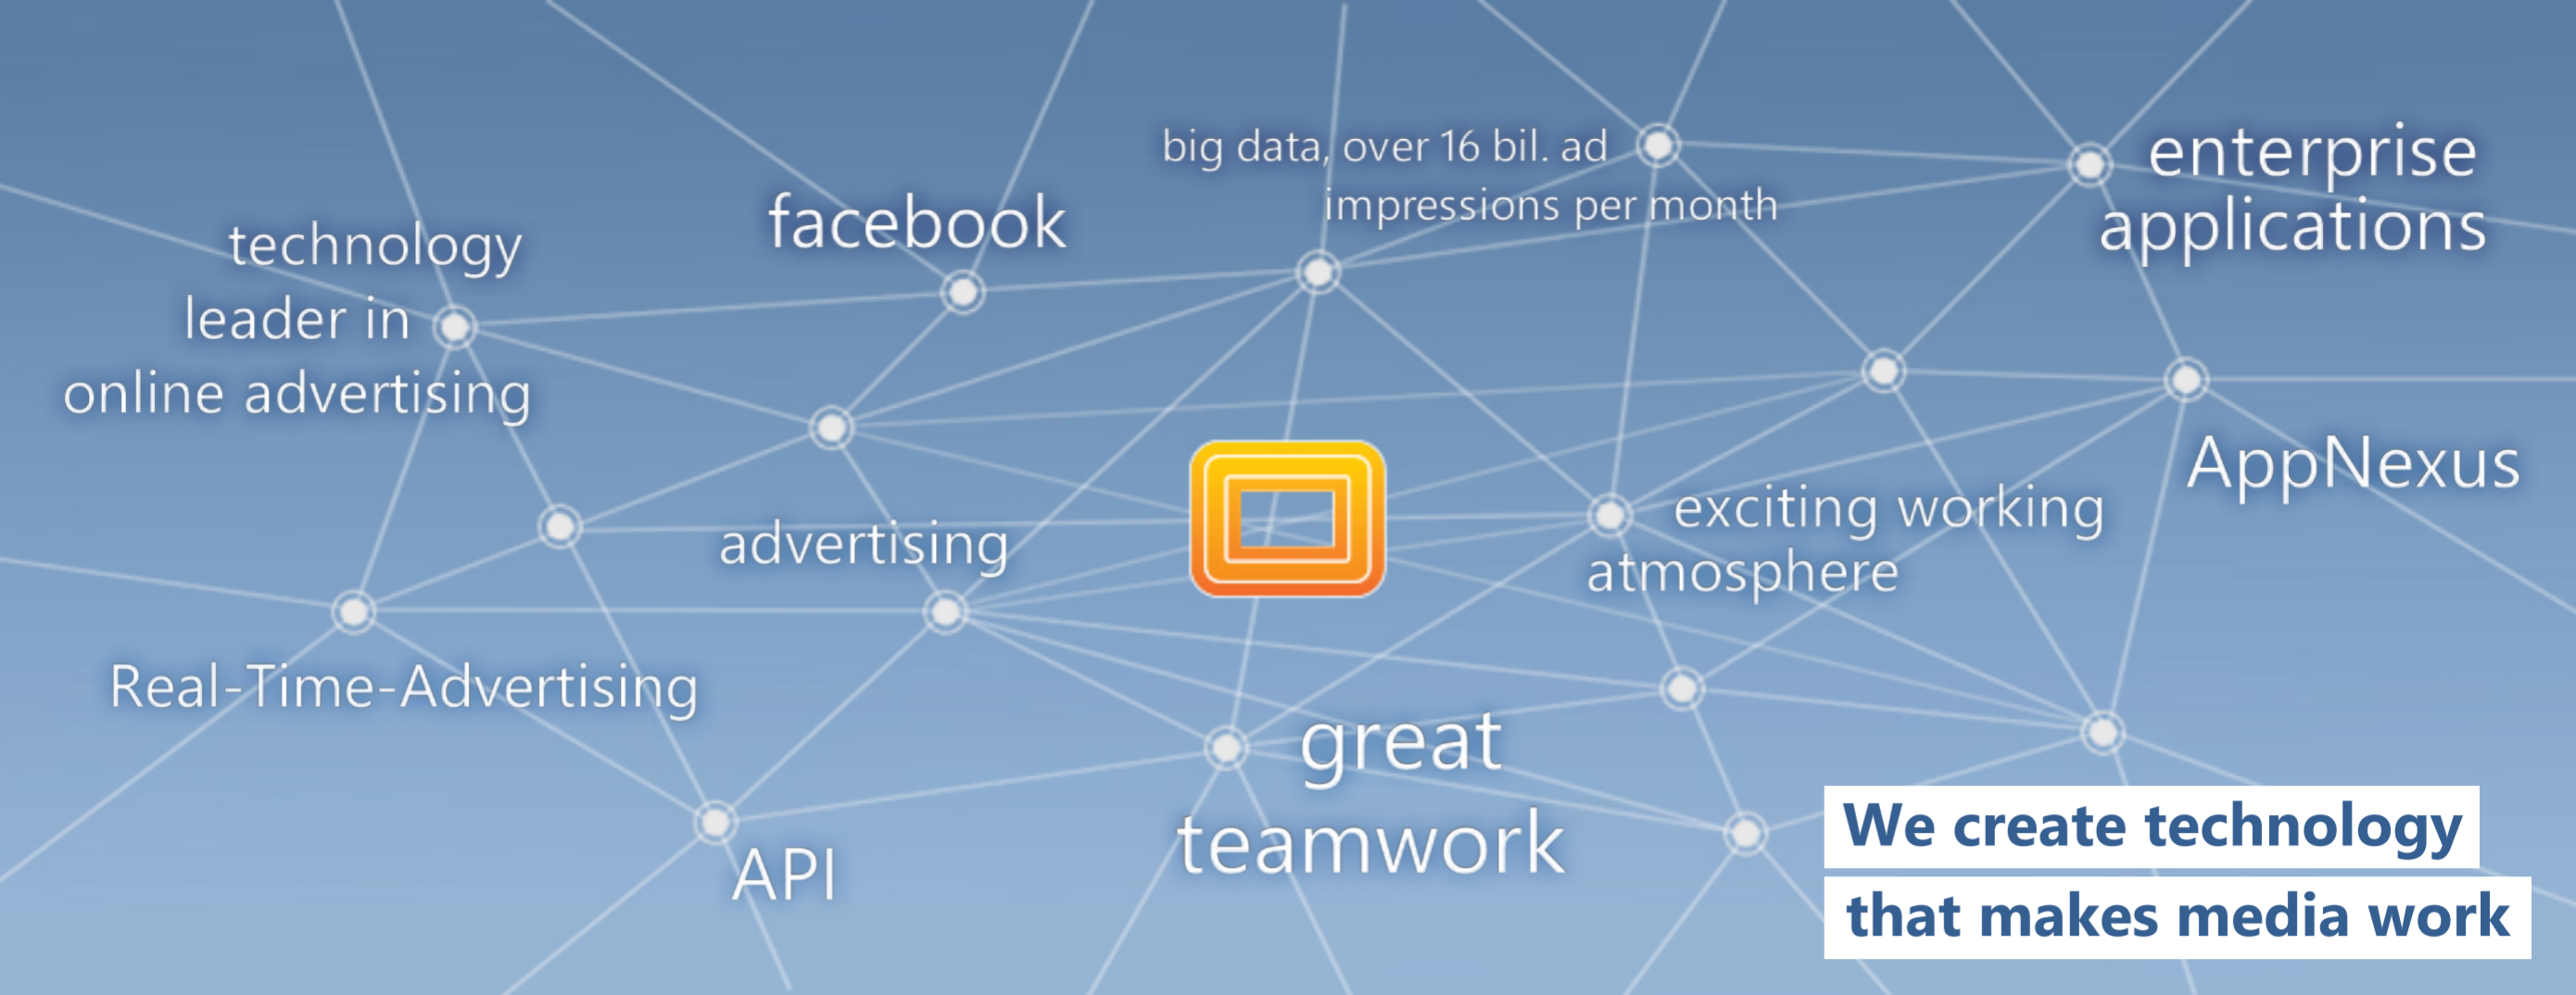 technology
leader in
online advertising
facebook
big data, over 16 bil. ad
impressions per month
enterprise
applications
AppNexus
advertising
exciting working
atmosphere
Real-Time-Advertising
great
teamwork
API
We create technology
that makes media work